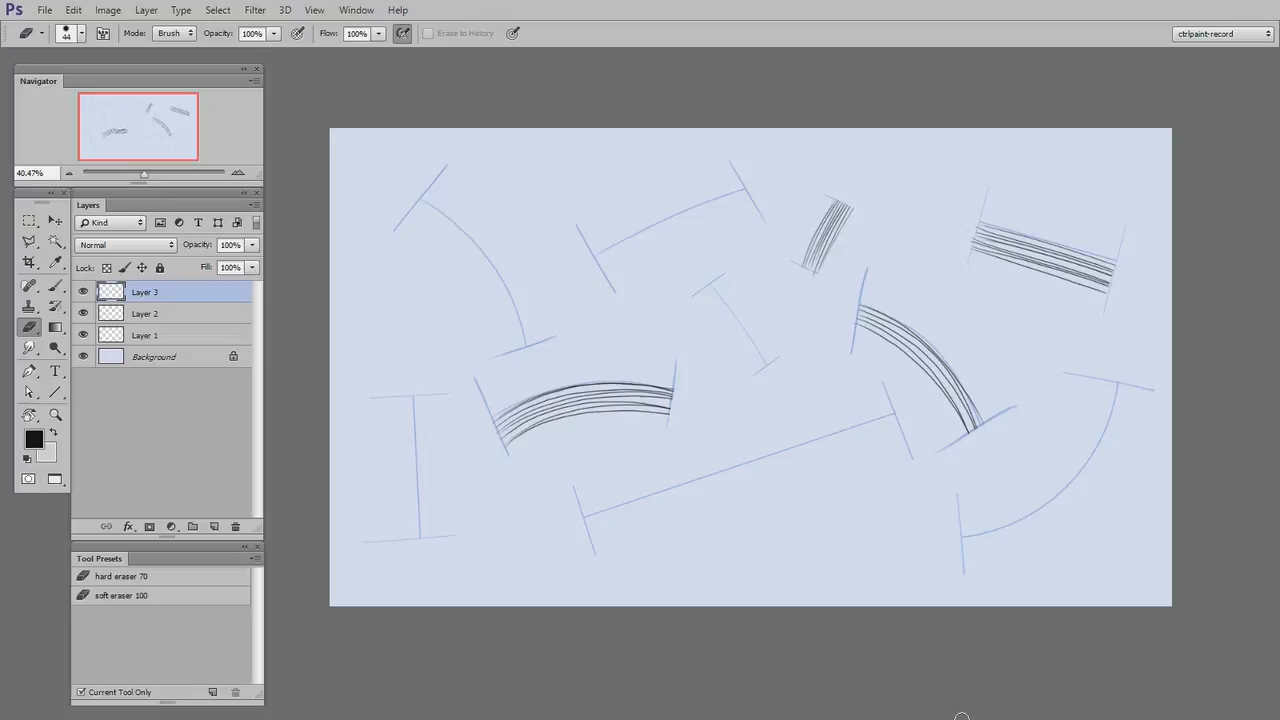 Ps File Edit Image Layer Type Select Filter 3D View Window Help
44 Mode: Brush Opacity: 100% Flow: 100% Erase to History ctrlpaint-record
Navigator
40.47%
Layers
Kind
Normal Opacity: 100%
Lock: Fill: 100%
Layer 3
Layer 2
Layer 1
Background
fx
Tool Presets
hard eraser 70
soft eraser 100
Current Tool Only